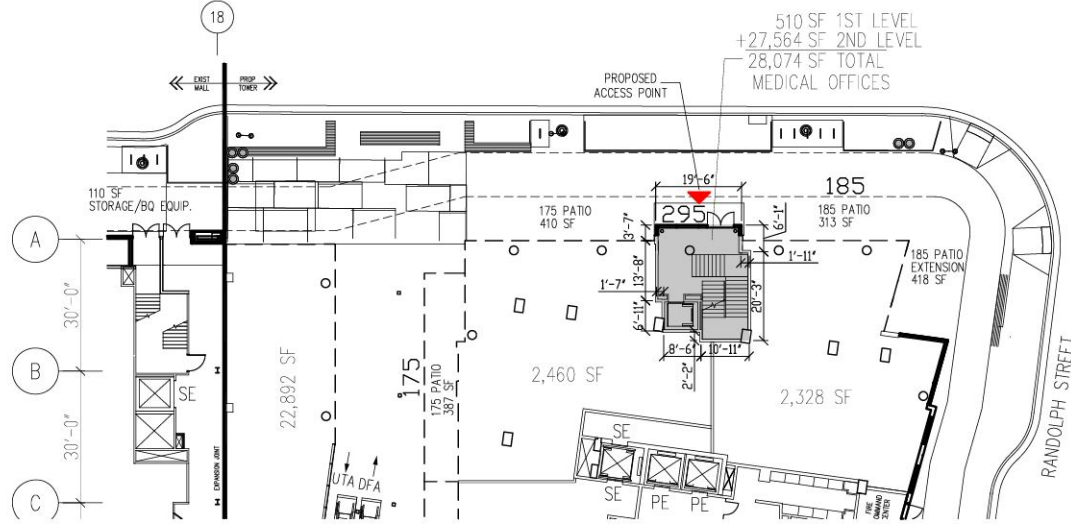 18
510 SF 1ST LEVEL
+27,564 SF 2ND LEVEL
28,074 SF TOTAL
MEDICAL OFFICES
EXIST
MALL
PROP
TOWER
PROPOSED
ACCESS POINT
110 SF
STORAGE/BQ EQUIP.
19'-6"
185
175 PATIO
410 SF
295
185 PATIO
313 SF
3'-7"
6'-1"
A
185 PATIO
EXTENSION
418 SF
1'-11"
13'-8"
1'-7"
20'-3"
6'-11"
30'-0"
8'-6"
10'-11"
2'-2"
B
SE
22,892 SF
175
175 PATIO
387 SF
2,460 SF
2,328 SF
RANDOLPH STREET
30'-0"
EXPANSION JOINT
SE
UTA
DFA
SE
PE
PE
FIRE
COMMAND
CENTER
C